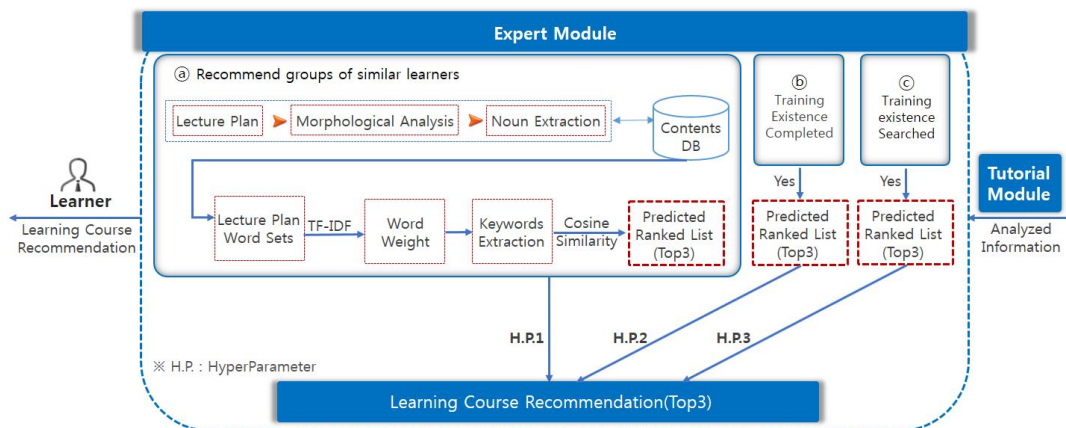 Expert Module
ⓐ Recommend groups of similar learners
Lecture Plan
Morphological Analysis
Noun Extraction
Contents
DB
Lecture Plan
Word Sets
TF-IDF
Word
Weight
Keywords
Extraction
Cosine
Similarity
Predicted
Ranked List
(Top3)
ⓑ
Training
Existence
Completed
Yes
Predicted
Ranked List
(Top3)
ⓒ
Training
existence
Searched
Yes
Predicted
Ranked List
(Top3)
Learner
Learning Course
Recommendation
Tutorial
Module
Analyzed
Information
H.P.1
H.P.2
H.P.3
※ H.P. : HyperParameter
Learning Course Recommendation(Top3)